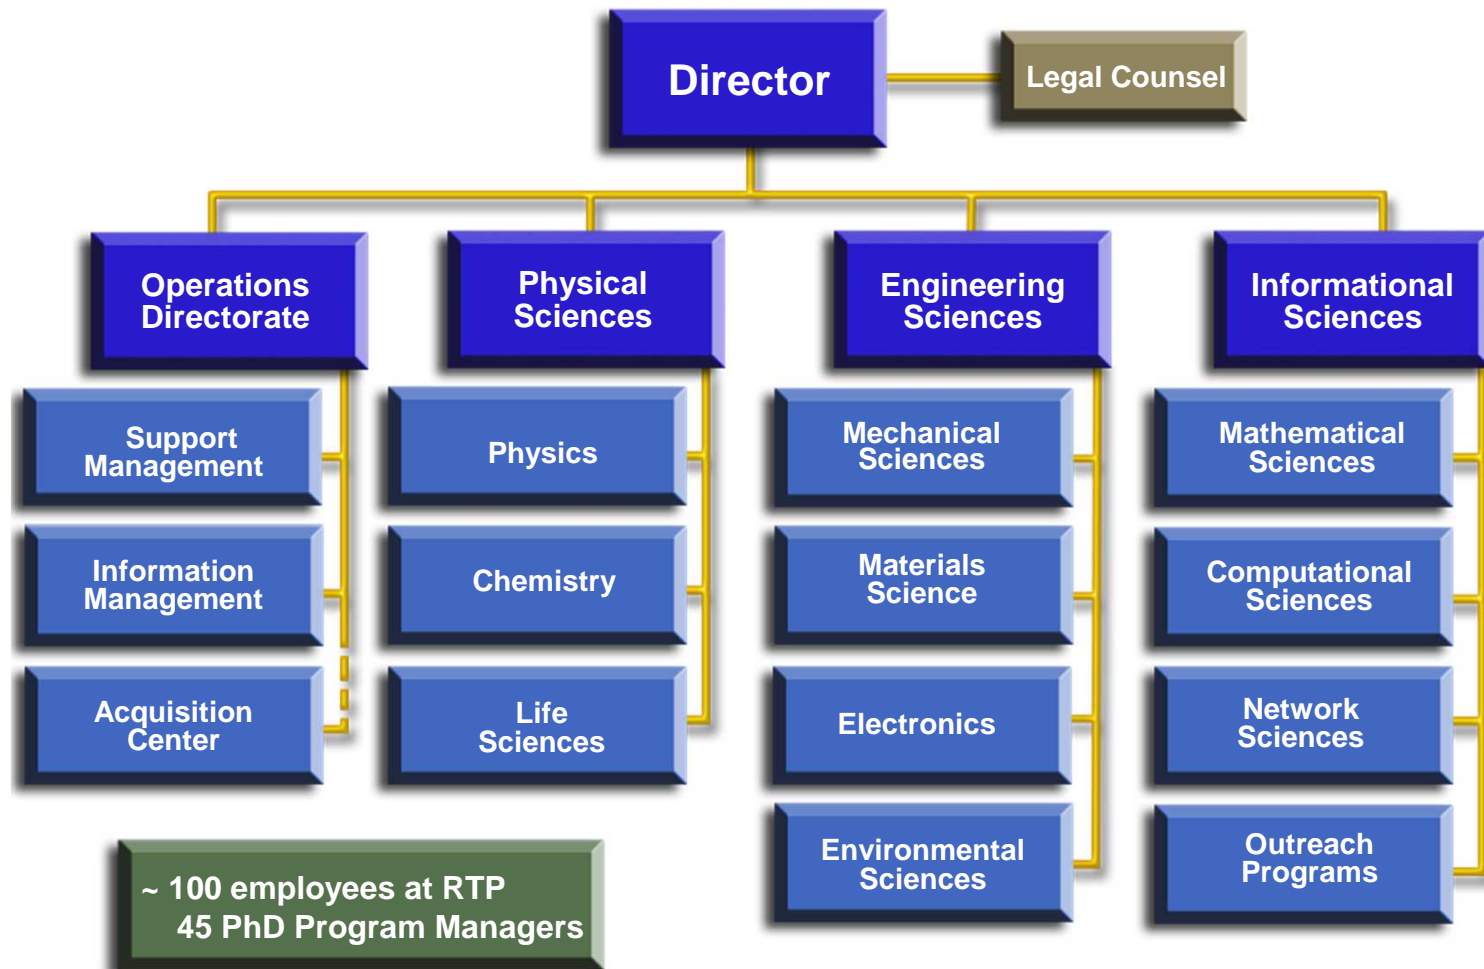 Director
Legal Counsel
Operations
Directorate
Physical
Sciences
Engineering
Sciences
Informational
Sciences
Support
Management
Information
Management
Acquisition
Center
Physics
Chemistry
Life
Sciences
Mechanical
Sciences
Materials
Science
Electronics
Environmental
Sciences
Mathematical
Sciences
Computational
Sciences
Network
Sciences
Outreach
Programs
~ 100 employees at RTP
45 PhD Program Managers